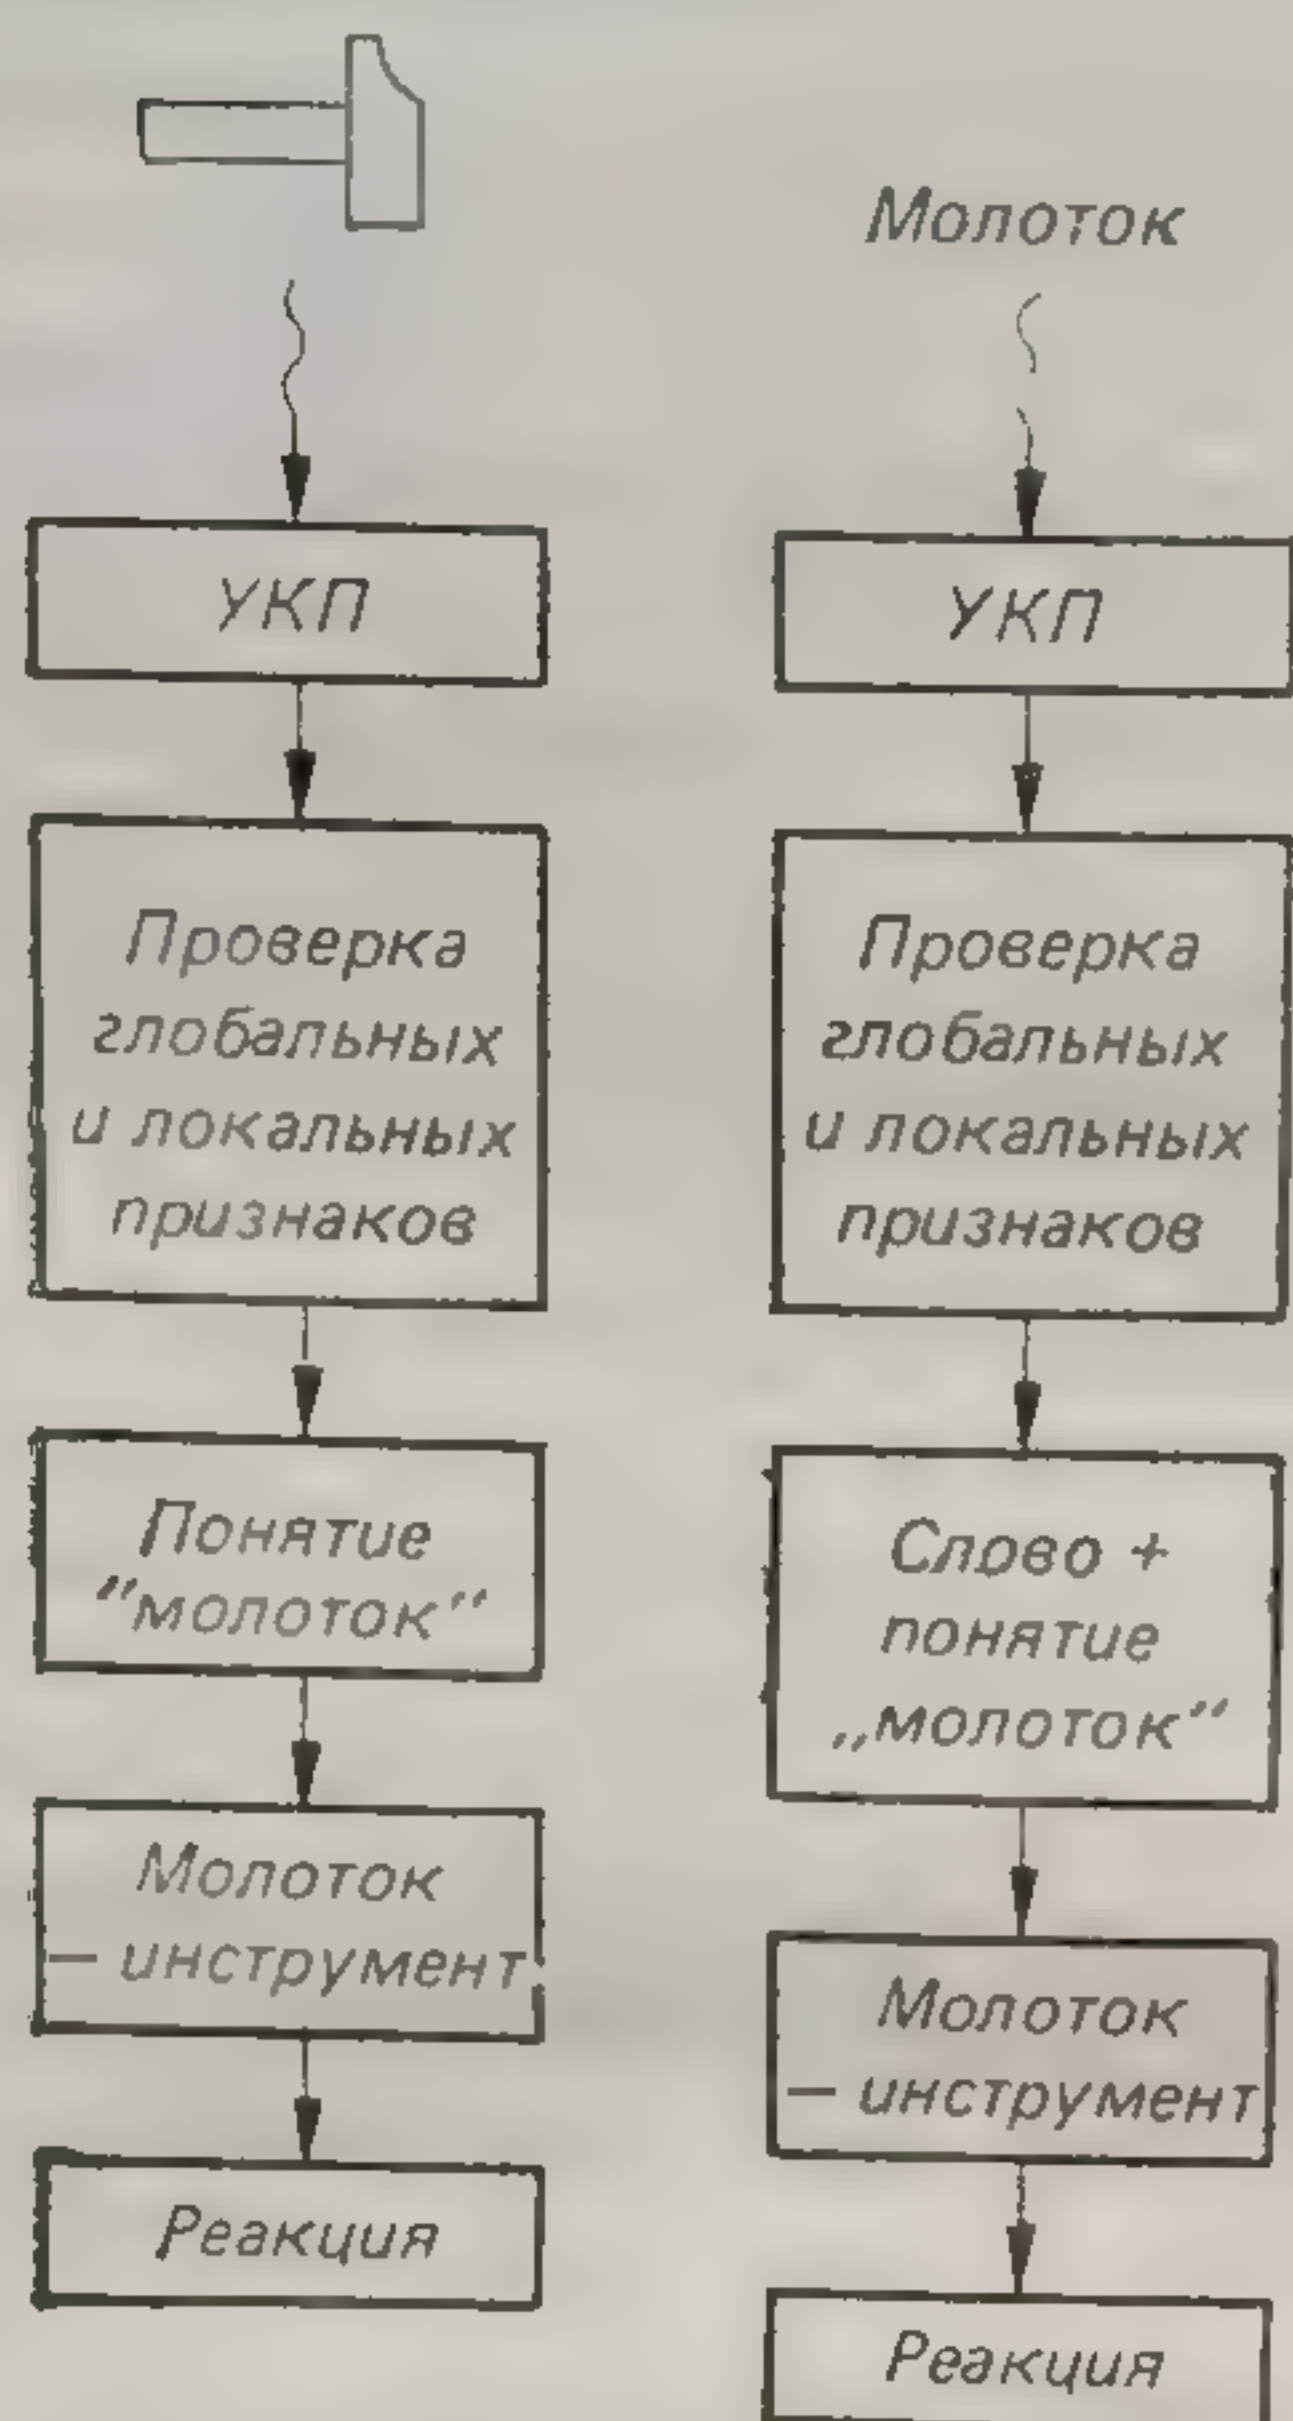 УКП
Проверка
глобальных
и локальных
признаков
Понятие
"молоток"
Молоток
— инструмент
Реакция
Молоток
УКП
Проверка
глобальных
и локальных
признаков
Слово +
понятие
„молоток"
Молоток
— инструмент
Реакция